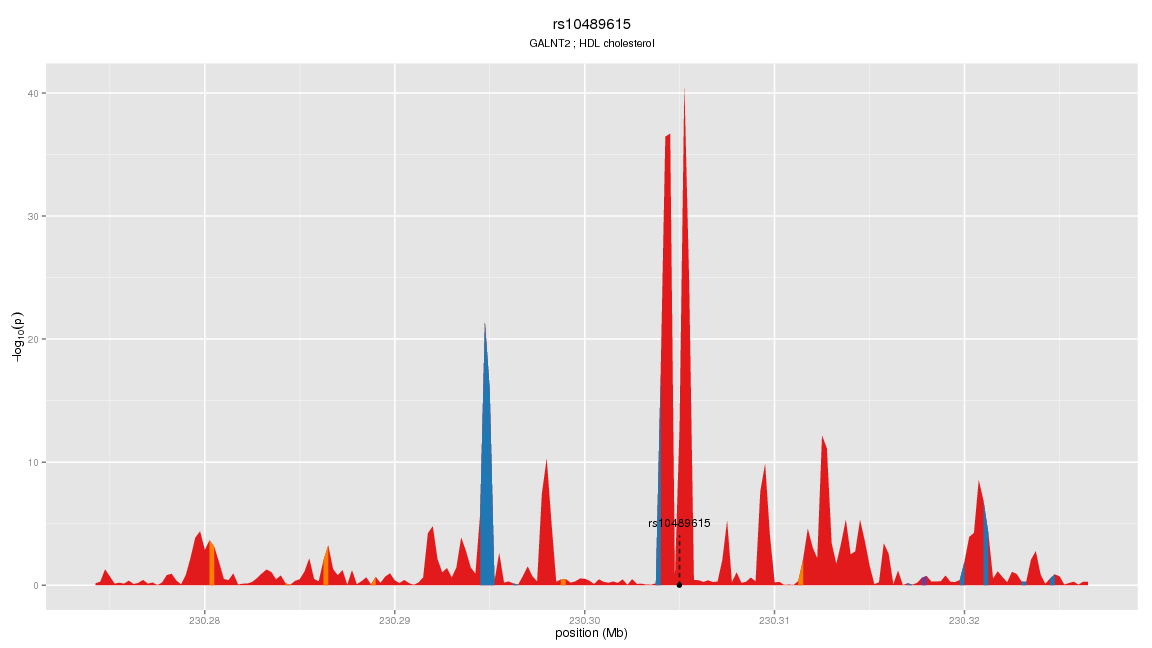 rs10489615
GALNT2 ; HDL cholesterol
40
30
20
10
0
−log10(p)
rs10489615
230.28 230.29 230.30 230.31 230.32
position (Mb)